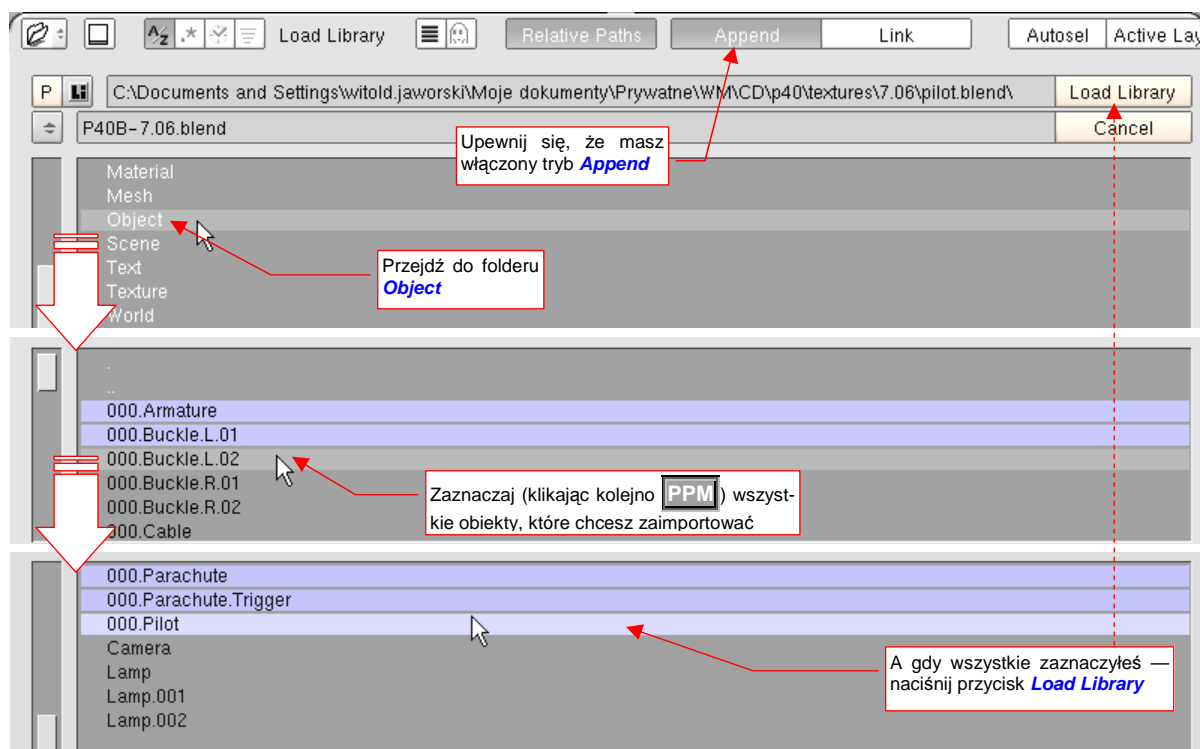 Load Library
Relative Paths
Append
Link
Autosel
Active Lay
P
C:\Documents and Settings\witold.jaworski\Moje dokumenty\Prywatne\WM\CD\p40\textures\7.06\pilot.blend\
Load Library
P40B-7.06.blend
Cancel
Upewnij się, że masz
włączony tryb Append
Material
Mesh
Object
Scene
Text
Texture
World
Przejdź do folderu
Object
.
..
000.Armature
000.Buckle.L.01
000.Buckle.L.02
000.Buckle.R.01
000.Buckle.R.02
000.Cable
Zaznaczaj (klikając kolejno PPM) wszyst-
kie obiekty, które chcesz zaimportować
000.Parachute
000.Parachute.Trigger
000.Pilot
Camera
Lamp
Lamp.001
Lamp.002
A gdy wszystkie zaznaczyłeś —
naciśnij przycisk Load Library